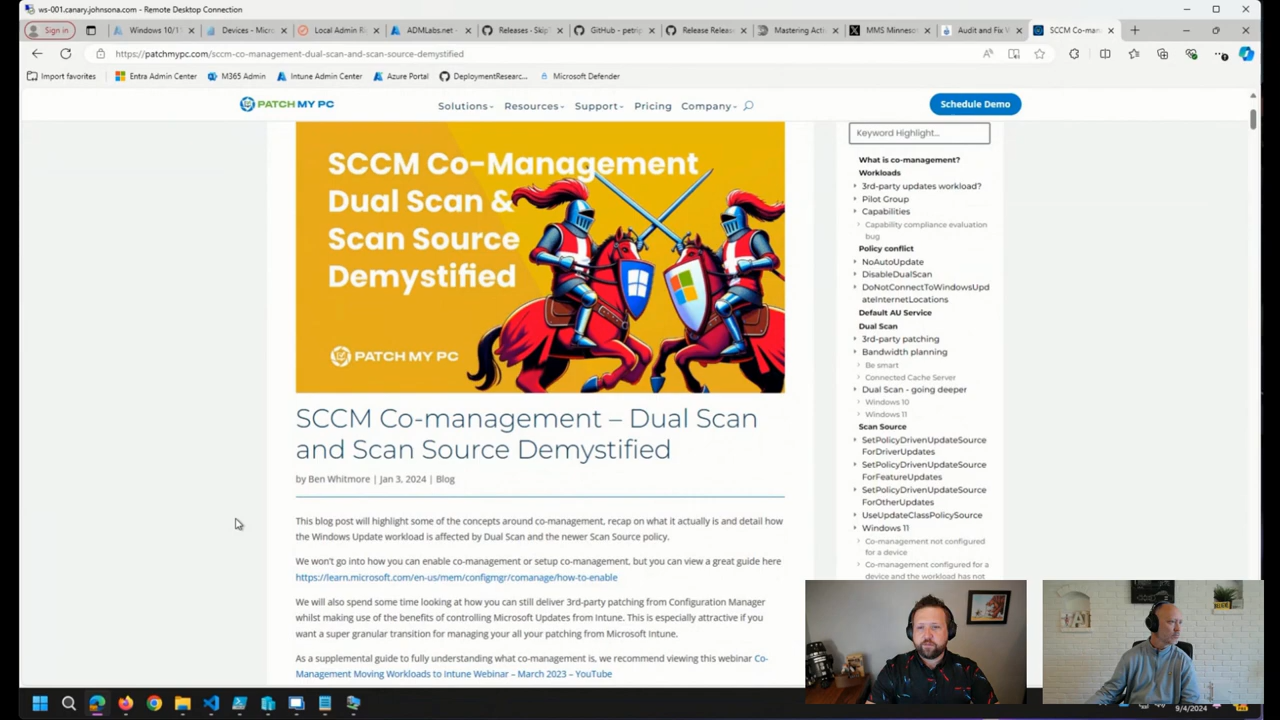 ws-001.canary.johnsona.com - Remote Desktop Connection
Sign in
Windows 10/1
Devices - Micr
Local Admin Ri
ADMLabs.net -
Releases - Skip
GitHub - petrip
Release Releas
Mastering Acti
MMS Minneso
Audit and Fix V
SCCM Co-man
https://patchmypc.com/sccm-co-management-dual-scan-and-scan-source-demystified
Import favorites
Entra Admin Center
M365 Admin
Intune Admin Center
Azure Portal
DeploymentResearc...
Microsoft Defender
PATCH MY PC
Solutions
Resources
Support
Pricing
Company
Schedule Demo
SCCM Co-Management
Dual Scan &
Scan Source
Demystified
PATCH MY PC
SCCM Co-management – Dual Scan
and Scan Source Demystified
by Ben Whitmore | Jan 3, 2024 | Blog
This blog post will highlight some of the concepts around co-management, recap on what it actually is and detail how
the Windows Update workload is affected by Dual Scan and the newer Scan Source policy.
We won't go into how you can enable co-management or setup co-management, but you can view a great guide here
https://learn.microsoft.com/en-us/mem/configmgr/comanage/how-to-enable
We will also spend some time looking at how you can still deliver 3rd-party patching from Configuration Manager
whilst making use of the benefits of controlling Microsoft Updates from Intune. This is especially attractive if you
want a super granular transition for managing your all your patching from Microsoft Intune.
As a supplemental guide to fully understanding what co-management is, we recommend viewing this webinar Co-
Management Moving Workloads to Intune Webinar – March 2023 – YouTube
Keyword Highlight...
What is co-management?
Workloads
3rd-party updates workload?
Pilot Group
Capabilities
Capability compliance evaluation
bug
Policy conflict
NoAutoUpdate
DisableDualScan
DoNotConnectToWindowsUpd
ateInternetLocations
Default AU Service
Dual Scan
3rd-party patching
Bandwidth planning
Be smart
Connected Cache Server
Dual Scan - going deeper
Windows 10
Windows 11
Scan Source
SetPolicyDrivenUpdateSource
ForDriverUpdates
SetPolicyDrivenUpdateSource
ForFeatureUpdates
SetPolicyDrivenUpdateSource
ForOtherUpdates
UseUpdateClassPolicySource
Windows 11
Co-management not configured
for a device
Co-management configured for a
device and the workload has not
BELIEVE
9/4/2024